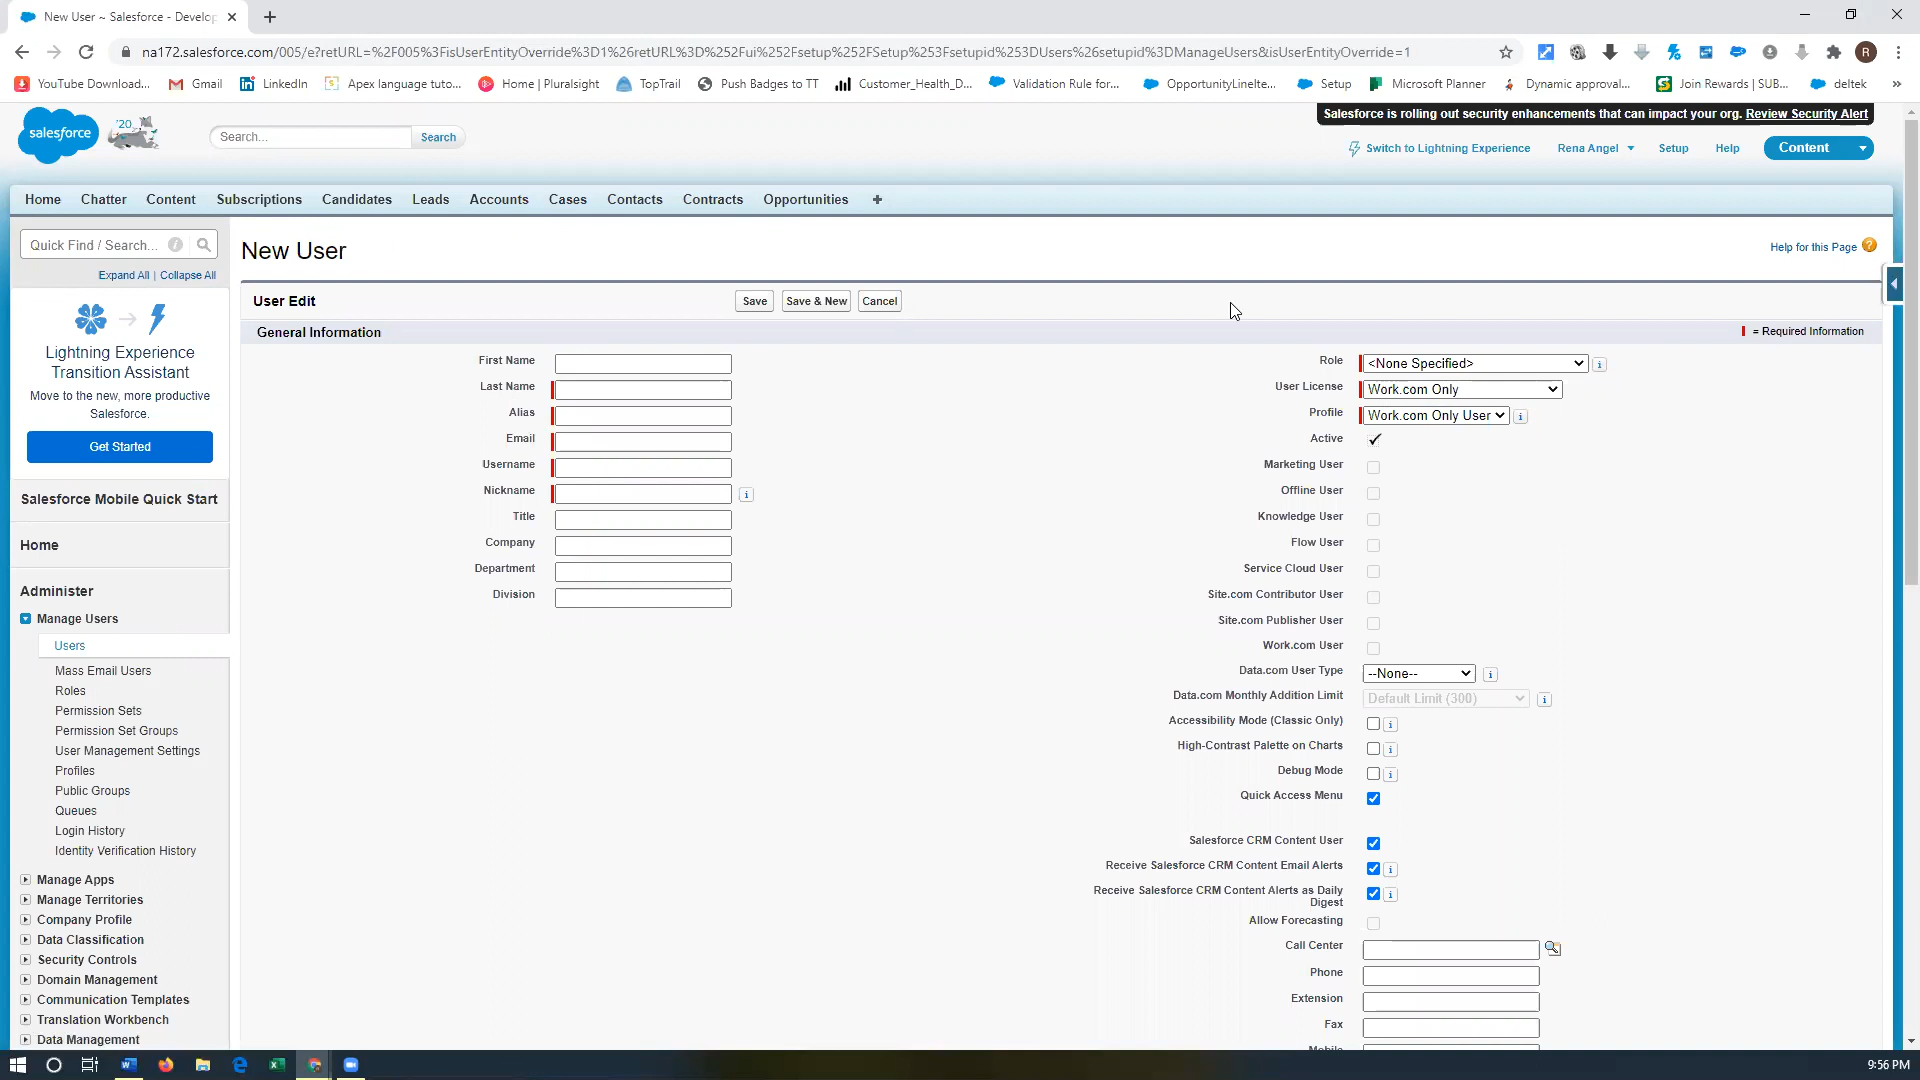 New User ~ Salesforce - Develop
na172.salesforce.com/005/e?retURL=%2F005%3FisUserEntityOverride%3D1%26retURL%3D%252Fui%252Fsetup%252FSetup%253Fsetupid%253DUsers%26setupid%3DManageUsers&isUserEntityOverride=1
R
YouTube Download...
Gmail
LinkedIn
Apex language tuto...
Home | Pluralsight
TopTrail
Push Badges to TT
Customer_Health_D...
Validation Rule for...
OpportunityLineIte...
Setup
Microsoft Planner
Dynamic approval...
Join Rewards | SUB...
deltek
»
Salesforce is rolling out security enhancements that can impact your org. Review Security Alert
salesforce
'20
Search...
Search
Switch to Lightning Experience
Rena Angel
Setup
Help
Content
Home
Chatter
Content
Subscriptions
Candidates
Leads
Accounts
Cases
Contacts
Contracts
Opportunities
+
Quick Find / Search...
Expand All | Collapse All
Lightning Experience
Transition Assistant
Move to the new, more productive
Salesforce.
Get Started
Salesforce Mobile Quick Start
Home
Administer
Manage Users
Users
Mass Email Users
Roles
Permission Sets
Permission Set Groups
User Management Settings
Profiles
Public Groups
Queues
Login History
Identity Verification History
Manage Apps
Manage Territories
Company Profile
Data Classification
Security Controls
Domain Management
Communication Templates
Translation Workbench
Data Management
New User
Help for this Page
User Edit
Save
Save & New
Cancel
General Information
= Required Information
First Name
Last Name
Alias
Email
Username
Nickname
Title
Company
Department
Division
Role
<None Specified>
User License
Work.com Only
Profile
Work.com Only User
Active
Marketing User
Offline User
Knowledge User
Flow User
Service Cloud User
Site.com Contributor User
Site.com Publisher User
Work.com User
Data.com User Type
--None--
Data.com Monthly Addition Limit
Default Limit (300)
Accessibility Mode (Classic Only)
High-Contrast Palette on Charts
Debug Mode
Quick Access Menu
Salesforce CRM Content User
Receive Salesforce CRM Content Email Alerts
Receive Salesforce CRM Content Alerts as Daily
Digest
Allow Forecasting
Call Center
Phone
Extension
Fax
Mobile
9:56 PM